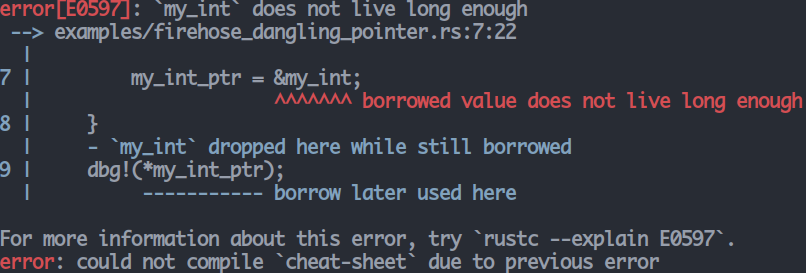 error[E0597]: `my_int` does not live long enough
 --> examples/firehose_dangling_pointer.rs:7:22
  |
7 |         my_int_ptr = &my_int;
  |                      ^^^^^^^ borrowed value does not live long enough
8 |     }
  |     - `my_int` dropped here while still borrowed
9 |     dbg!(*my_int_ptr);
  |          ----------- borrow later used here

For more information about this error, try `rustc --explain E0597`.
error: could not compile `cheat-sheet` due to previous error